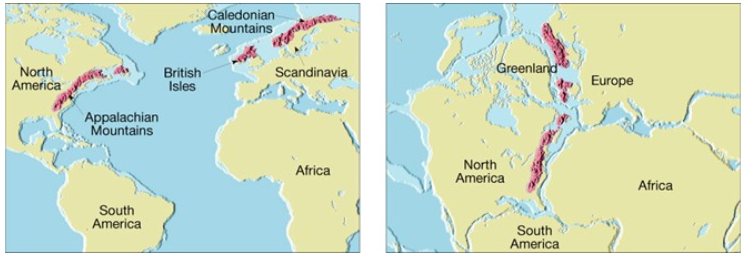 Caledonian
Mountains
North
America
British
Isles
Scandinavia
Appalachian
Mountains
Africa
South
America
Greenland
Europe
North
America
Africa
South
America